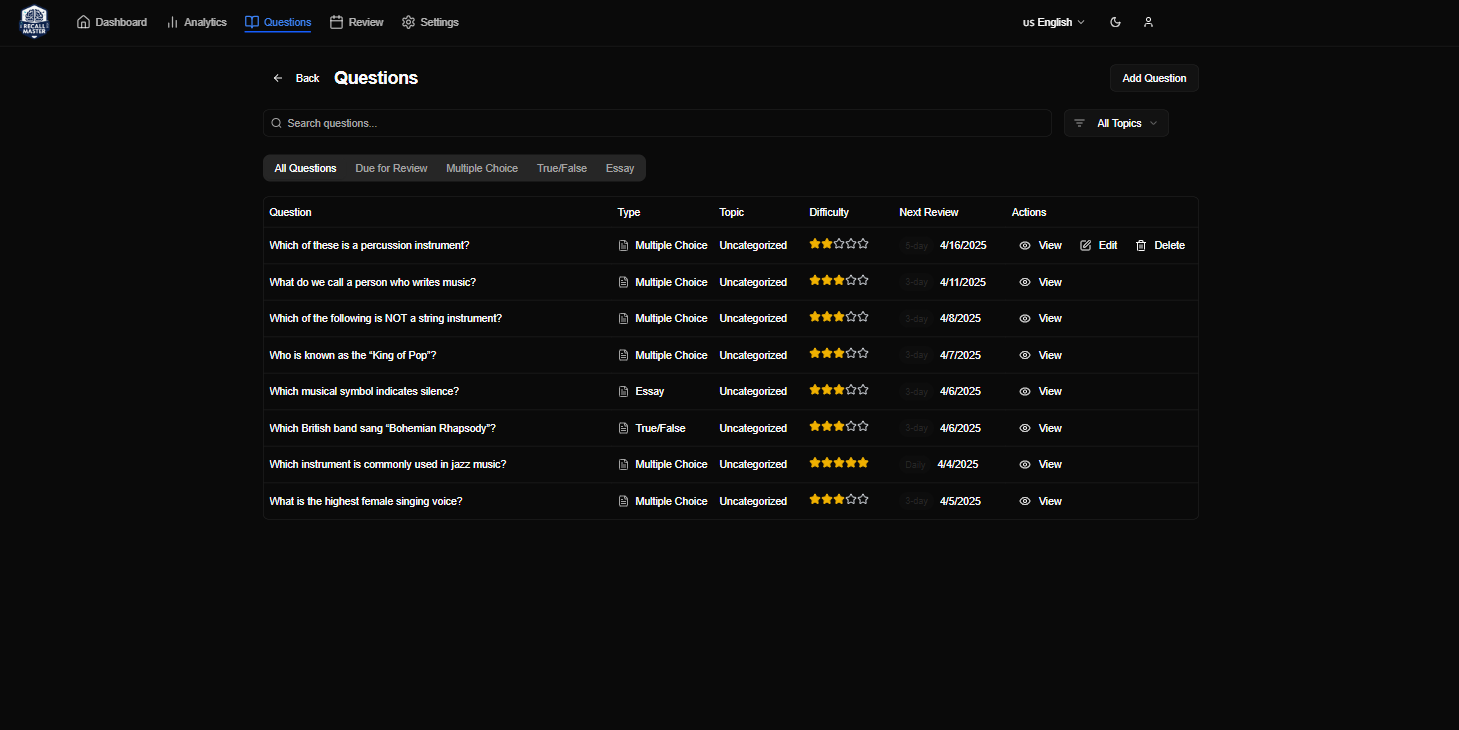 RECALL
MASTER
Dashboard Analytics Questions Review Settings us English
Back Questions Add Question
Search questions... All Topics
All Questions Due for Review Multiple Choice True/False Essay
Question Type Topic Difficulty Next Review Actions
Which of these is a percussion instrument? Multiple Choice Uncategorized 4/16/2025 View Edit Delete
What do we call a person who writes music? Multiple Choice Uncategorized 3-day 4/11/2025 View
Which of the following is NOT a string instrument? Multiple Choice Uncategorized 3-day 4/8/2025 View
Who is known as the “King of Pop”? Multiple Choice Uncategorized 3-day 4/7/2025 View
Which musical symbol indicates silence? Essay Uncategorized 3-day 4/6/2025 View
Which British band sang “Bohemian Rhapsody”? True/False Uncategorized 3-day 4/6/2025 View
Which instrument is commonly used in jazz music? Multiple Choice Uncategorized Daily 4/4/2025 View
What is the highest female singing voice? Multiple Choice Uncategorized 3-day 4/5/2025 View